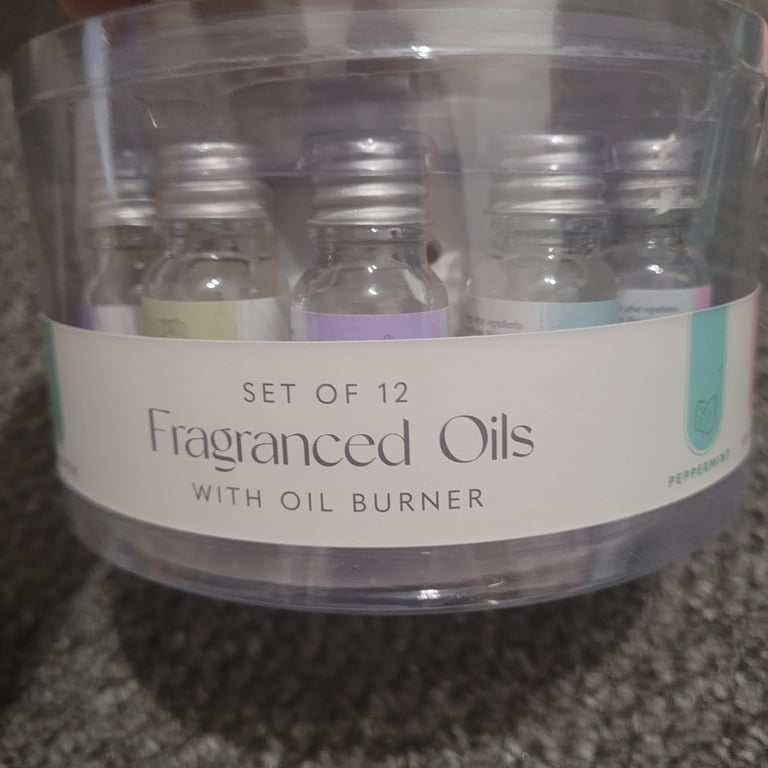 SET OF 12
Fragranced Oils
WITH OIL BURNER
PEPPERMINT